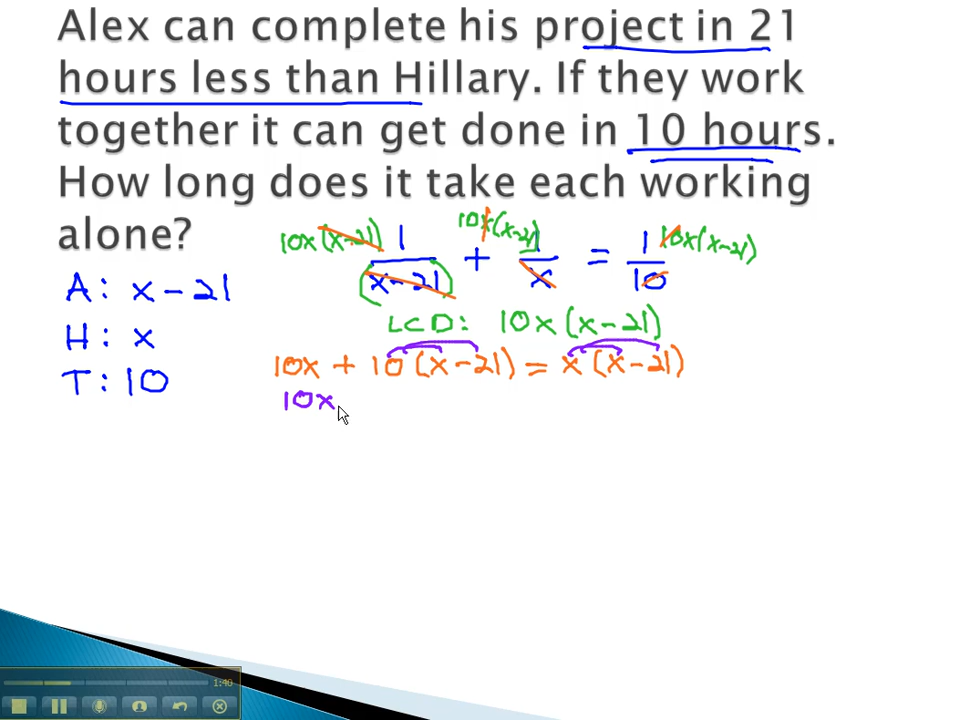 Alex can complete his project in 21
hours less than Hillary. If they work
together it can get done in 10 hours.
How long does it take each working
alone?
10x(x-21) 1/(x-21) + 10x(x-21) 1/x = 1/10 10x(x-21)
A: x - 21
LCD: 10x(x-21)
H: x
10x + 10(x-21) = x(x-21)
T: 10
10x
1:40